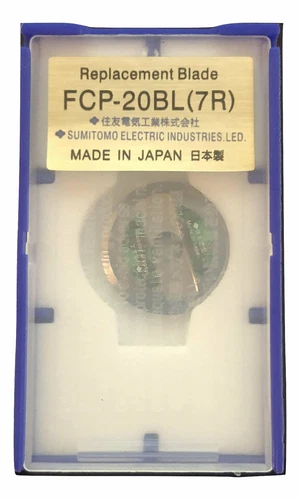 Replacement Blade
FCP-20BL(7R)
住友電気工業株式会社
SUMITOMO ELECTRIC INDUSTRIES.LED.
MADE IN JAPAN 日本製